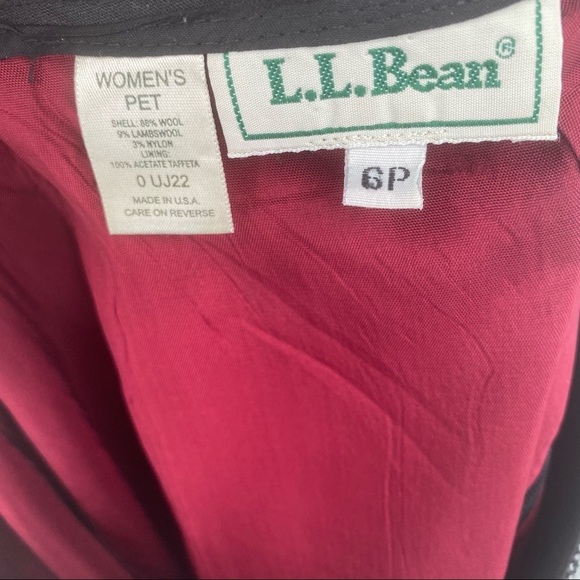 WOMEN'S
PET
SHELL: 88% WOOL
9% LAMBSWOOL
3% NYLON
LINING:
100% ACETATE TAFFETA
0 UJ22
MADE IN U.S.A.
CARE ON REVERSE
L.L.Bean®
6P